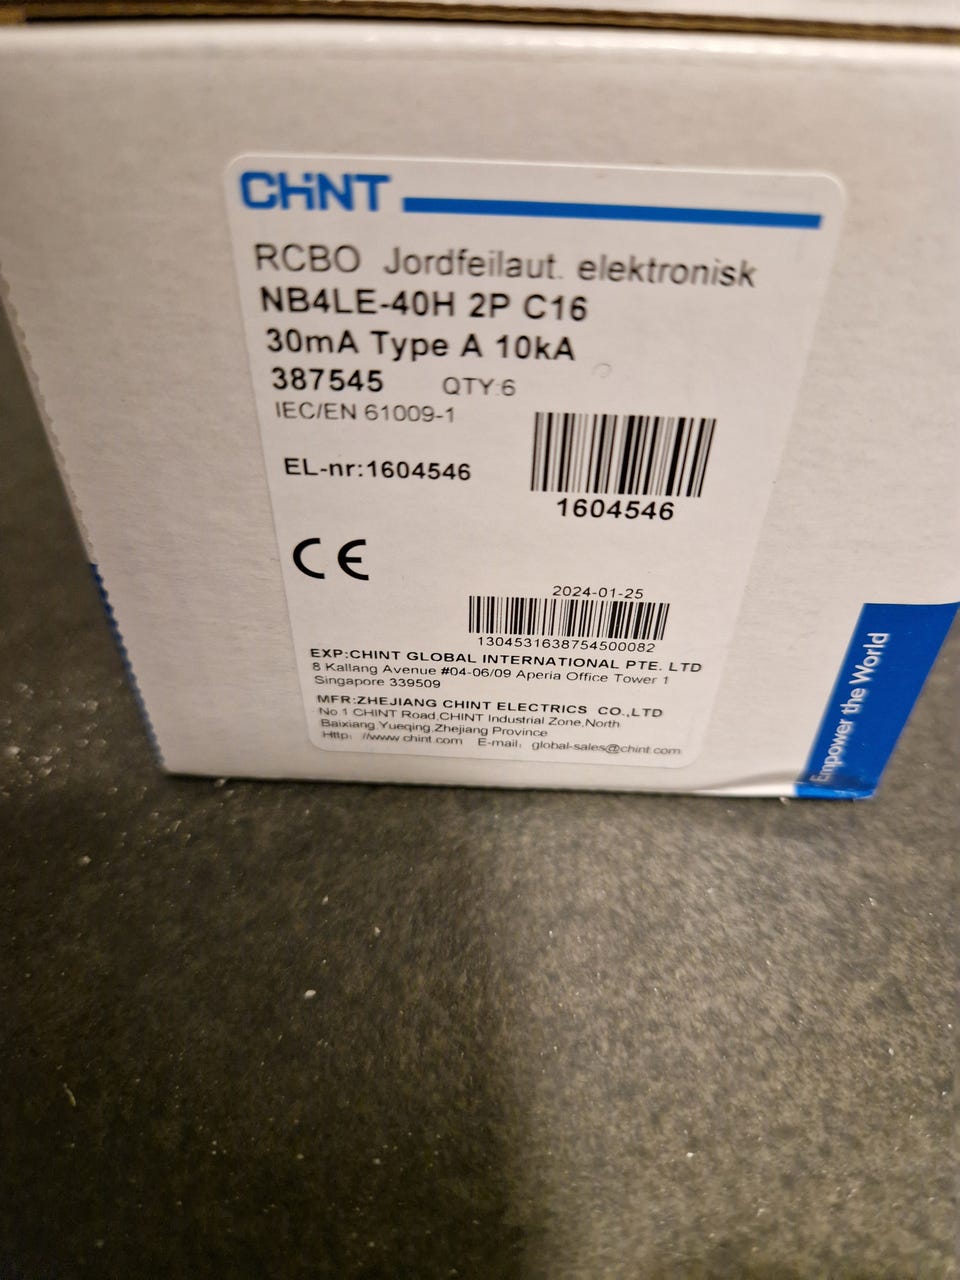 CHiNT
RCBO Jordfeilaut. elektronisk
NB4LE-40H 2P C16
30mA Type A 10kA
387545 QTY:6
IEC/EN 61009-1
EL-nr:1604546
1604546
CE
2024-01-25
1304531638754500082
EXP:CHINT GLOBAL INTERNATIONAL PTE. LTD
8 Kallang Avenue #04-06/09 Aperia Office Tower 1
Singapore 339509
MFR:ZHEJIANG CHINT ELECTRICS CO.,LTD
No.1 CHINT Road,CHINT Industrial Zone,North
Baixiang,Yueqing,Zhejiang Province
Http: //www.chint.com E-mail: global-sales@chint.com
Empower the World